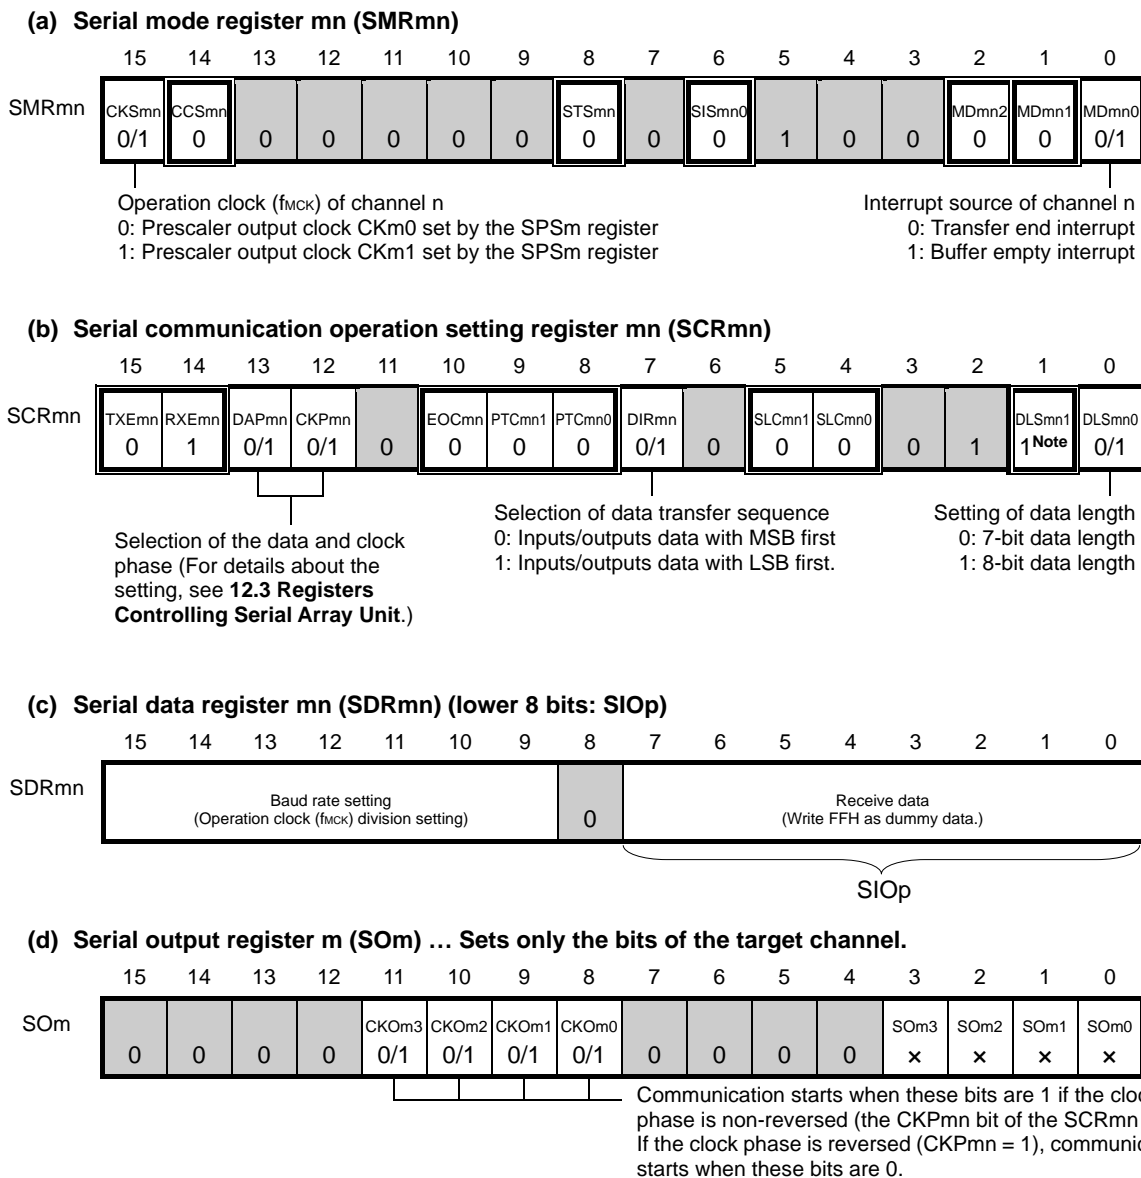 (a) Serial mode register mn (SMRmn)
15 14 13 12 11 10 9 8 7 6 5 4 3 2 1 0
SMRmn
CKSmn CCSmn STSmn SISmn0 MDmn2 MDmn1 MDmn0
0/1 0 0 0 0 0 0 0 0 0 1 0 0 0 0 0/1
Operation clock (fMCK) of channel n
0: Prescaler output clock CKm0 set by the SPSm register
1: Prescaler output clock CKm1 set by the SPSm register
Interrupt source of channel n
0: Transfer end interrupt
1: Buffer empty interrupt
(b) Serial communication operation setting register mn (SCRmn)
15 14 13 12 11 10 9 8 7 6 5 4 3 2 1 0
SCRmn
TXEmn RXEmn DAPmn CKPmn EOCmn PTCmn1 PTCmn0 DIRmn SLCmn1 SLCmn0 DLSmn1 DLSmn0
0 1 0/1 0/1 0 0 0 0 0/1 0 0 0 0 1 1Note 0/1
Selection of the data and clock
phase (For details about the
setting, see 12.3 Registers
Controlling Serial Array Unit.)
Selection of data transfer sequence
0: Inputs/outputs data with MSB first
1: Inputs/outputs data with LSB first.
Setting of data length
0: 7-bit data length
1: 8-bit data length
(c) Serial data register mn (SDRmn) (lower 8 bits: SIOp)
15 14 13 12 11 10 9 8 7 6 5 4 3 2 1 0
SDRmn
Baud rate setting
(Operation clock (fMCK) division setting)
0
Receive data
(Write FFH as dummy data.)
SIOp
(d) Serial output register m (SOm) … Sets only the bits of the target channel.
15 14 13 12 11 10 9 8 7 6 5 4 3 2 1 0
SOm
CKOm3 CKOm2 CKOm1 CKOm0 SOm3 SOm2 SOm1 SOm0
0 0 0 0 0/1 0/1 0/1 0/1 0 0 0 0 × × × ×
Communication starts when these bits are 1 if the
phase is non-reversed (the CKPmn bit of the SCRmn
If the clock phase is reversed (CKPmn = 1),
starts when these bits are 0.